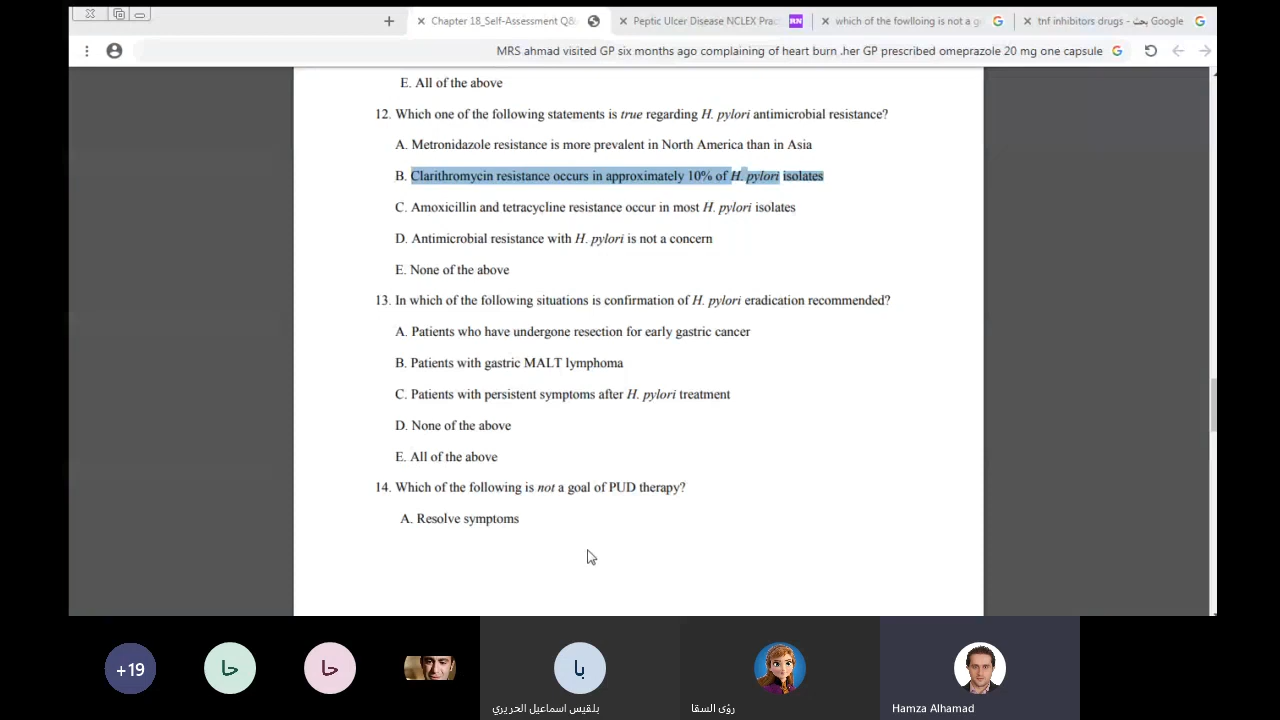 Chapter 18_Self-Assessment Q&
Peptic Ulcer Disease NCLEX Prac
RN
which of the fowlloing is not a g
tnf inhibitors drugs - بحث Google
MRS ahmad visited GP six months ago complaining of heart burn .her GP prescribed omeprazole 20 mg one capsule
E. All of the above
12. Which one of the following statements is true regarding H. pylori antimicrobial resistance?
A. Metronidazole resistance is more prevalent in North America than in Asia
B. Clarithromycin resistance occurs in approximately 10% of H. pylori isolates
C. Amoxicillin and tetracycline resistance occur in most H. pylori isolates
D. Antimicrobial resistance with H. pylori is not a concern
E. None of the above
13. In which of the following situations is confirmation of H. pylori eradication recommended?
A. Patients who have undergone resection for early gastric cancer
B. Patients with gastric MALT lymphoma
C. Patients with persistent symptoms after H. pylori treatment
D. None of the above
E. All of the above
14. Which of the following is not a goal of PUD therapy?
A. Resolve symptoms
+19
حا
حا
با
بلقيس اسماعيل الحريري
رؤى السقا
Hamza Alhamad